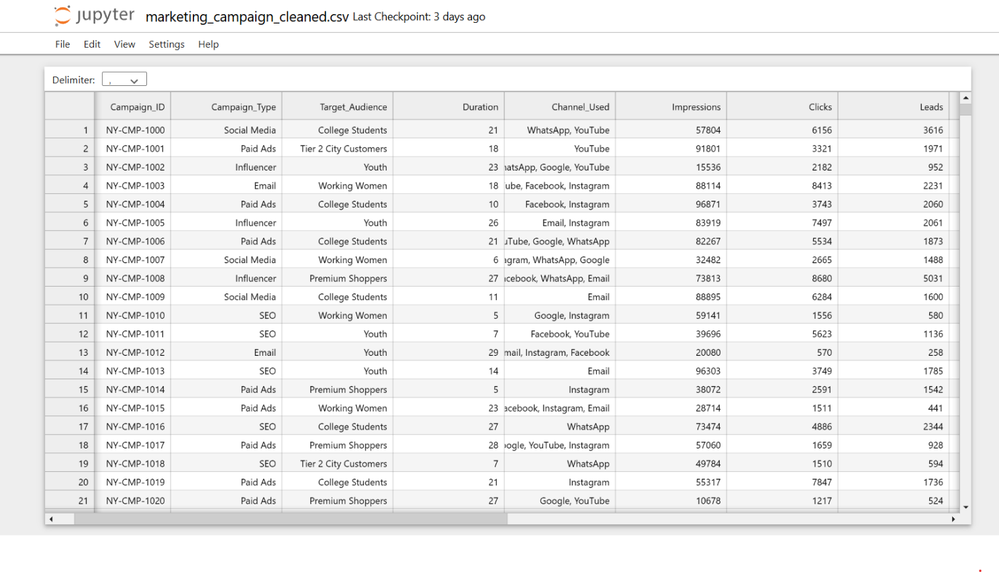 jupyter marketing_campaign_cleaned.csv Last Checkpoint: 3 days ago
File Edit View Settings Help
Delimiter: ,
Campaign_ID Campaign_Type Target_Audience Duration Channel_Used Impressions Clicks Leads
1 NY-CMP-1000 Social Media College Students 21 WhatsApp, YouTube 57804 6156 3616
2 NY-CMP-1001 Paid Ads Tier 2 City Customers 18 YouTube 91801 3321 1971
3 NY-CMP-1002 Influencer Youth 23 atsApp, Google, YouTube 15536 2182 952
4 NY-CMP-1003 Email Working Women 18 ube, Facebook, Instagram 88114 8413 2231
5 NY-CMP-1004 Paid Ads College Students 10 Facebook, Instagram 96871 3743 2060
6 NY-CMP-1005 Influencer Youth 26 Email, Instagram 83919 7497 2061
7 NY-CMP-1006 Paid Ads College Students 21 Tube, Google, WhatsApp 82267 5534 1873
8 NY-CMP-1007 Social Media Working Women 6 gram, WhatsApp, Google 32482 2665 1488
9 NY-CMP-1008 Influencer Premium Shoppers 27 cebook, WhatsApp, Email 73813 8680 5031
10 NY-CMP-1009 Social Media College Students 11 Email 88895 6284 1600
11 NY-CMP-1010 SEO Working Women 5 Google, Instagram 59141 1556 580
12 NY-CMP-1011 SEO Youth 7 Facebook, YouTube 39696 5623 1136
13 NY-CMP-1012 Email Youth 29 mail, Instagram, Facebook 20080 570 258
14 NY-CMP-1013 SEO Youth 14 Email 96303 3749 1785
15 NY-CMP-1014 Paid Ads Premium Shoppers 5 Instagram 38072 2591 1542
16 NY-CMP-1015 Paid Ads Working Women 23 acebook, Instagram, Email 28714 1511 441
17 NY-CMP-1016 SEO College Students 27 WhatsApp 73474 4886 2344
18 NY-CMP-1017 Paid Ads Premium Shoppers 28 ogle, YouTube, Instagram 57060 1659 928
19 NY-CMP-1018 SEO Tier 2 City Customers 7 WhatsApp 49784 1510 594
20 NY-CMP-1019 Paid Ads College Students 21 Instagram 55317 7847 1736
21 NY-CMP-1020 Paid Ads Premium Shoppers 27 Google, YouTube 10678 1217 524